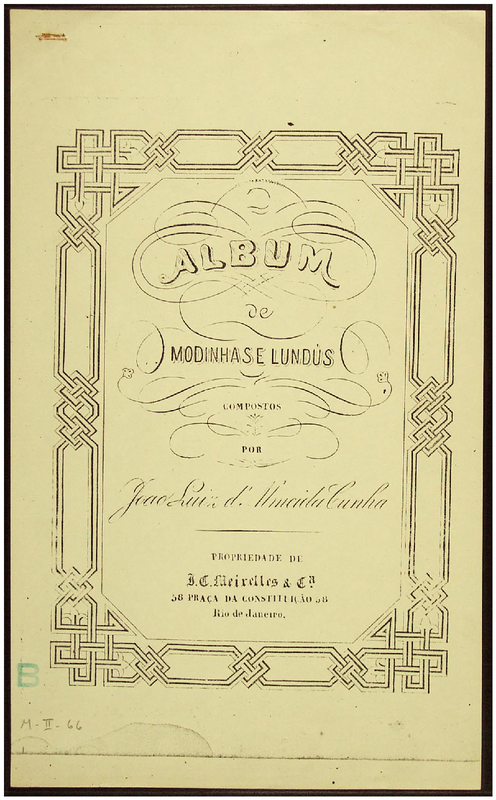 ALBUM
de
MODINHAS E LUNDÚS
COMPOSTOS
POR
João Luiz d'Almeida Cunha
PROPRIEDADE DE
J.C. Meirelles & Cª
58 PRAÇA DA CONSTITUIÇÃO 58
Rio de Janeiro.
B
M-II-66